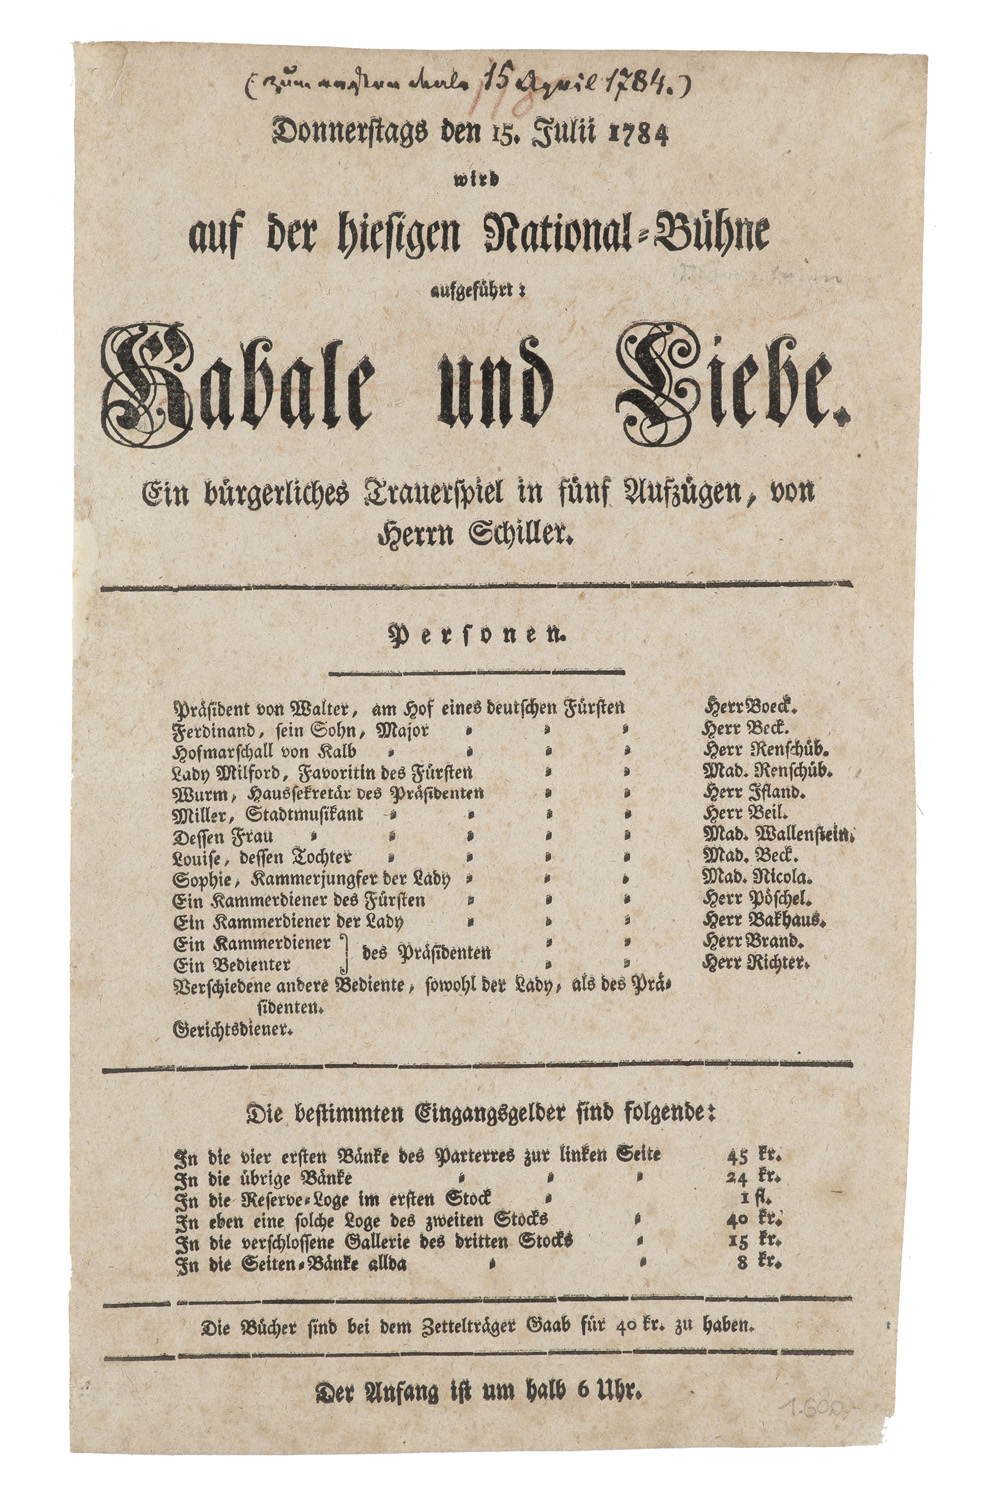 (zum ersten Male 15 April 1784.)
Donnerstags den 15. Julii 1784
wird
auf der hiesigen National-Bühne
aufgeführt:
Kabale und Liebe.
Ein bürgerliches Trauerspiel in fünf Aufzügen, von
Herrn Schiller.
Personen.
Präsident von Walter, am Hof eines deutschen Fürsten Herr Boeck.
Ferdinand, sein Sohn, Major Herr Beck.
Hofmarschall von Kalb Herr Renschüb.
Lady Milford, Favoritin des Fürsten Mad. Renschüb.
Wurm, Haussekretär des Präsidenten Herr Ifland.
Miller, Stadtmusikant Herr Beil.
Dessen Frau Mad. Wallenstein.
Louise, dessen Tochter Mad. Beck.
Sophie, Kammerjungfer der Lady Mad. Nicola.
Ein Kammerdiener des Fürsten Herr Pöschel.
Ein Kammerdiener der Lady Herr Bakhaus.
Ein Kammerdiener } des Präsidenten Herr Brand.
Ein Bedienter Herr Richter.
Verschiedene andere Bediente, sowohl der Lady, als des Prä-
sidenten.
Gerichtsdiener.
Die bestimmten Eingangsgelder sind folgende:
In die vier ersten Bänke des Parterres zur linken Seite 45 kr.
In die übrige Bänke 24 kr.
In die Reserve-Loge im ersten Stock 1 fl.
In eben eine solche Loge des zweiten Stocks 40 kr.
In die verschlossene Gallerie des dritten Stocks 15 kr.
In die Seiten-Bänke allda 8 kr.
Die Bücher sind bei dem Zettelträger Gaab für 40 kr. zu haben.
Der Anfang ist um halb 6 Uhr.
1.600.-